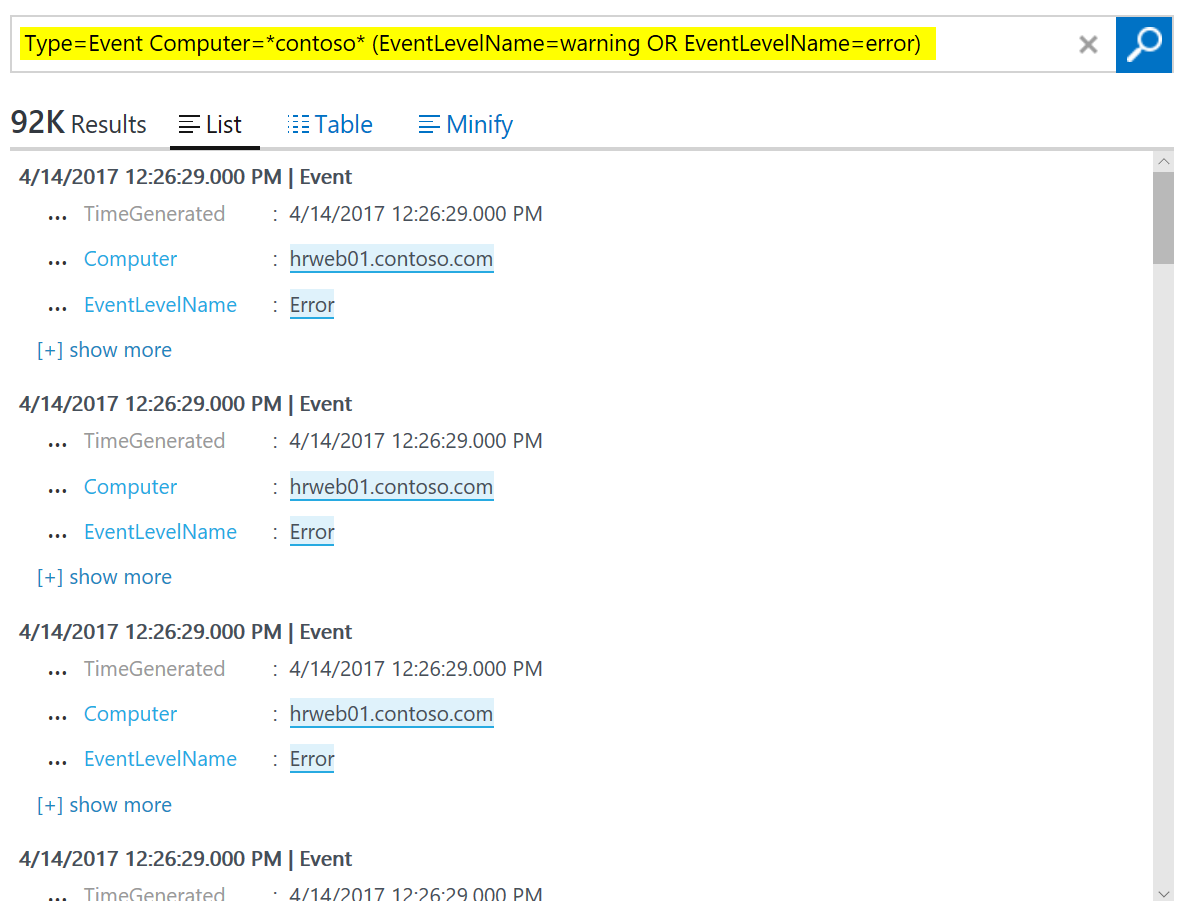 Type=Event Computer=*contoso* (EventLevelName=warning OR EventLevelName=error)
92K Results List Table Minify
4/14/2017 12:26:29.000 PM | Event
... TimeGenerated : 4/14/2017 12:26:29.000 PM
... Computer : hrweb01.contoso.com
... EventLevelName : Error
[+] show more
4/14/2017 12:26:29.000 PM | Event
... TimeGenerated : 4/14/2017 12:26:29.000 PM
... Computer : hrweb01.contoso.com
... EventLevelName : Error
[+] show more
4/14/2017 12:26:29.000 PM | Event
... TimeGenerated : 4/14/2017 12:26:29.000 PM
... Computer : hrweb01.contoso.com
... EventLevelName : Error
[+] show more
4/14/2017 12:26:29.000 PM | Event
... TimeGenerated : 4/14/2017 12:26:29.000 PM